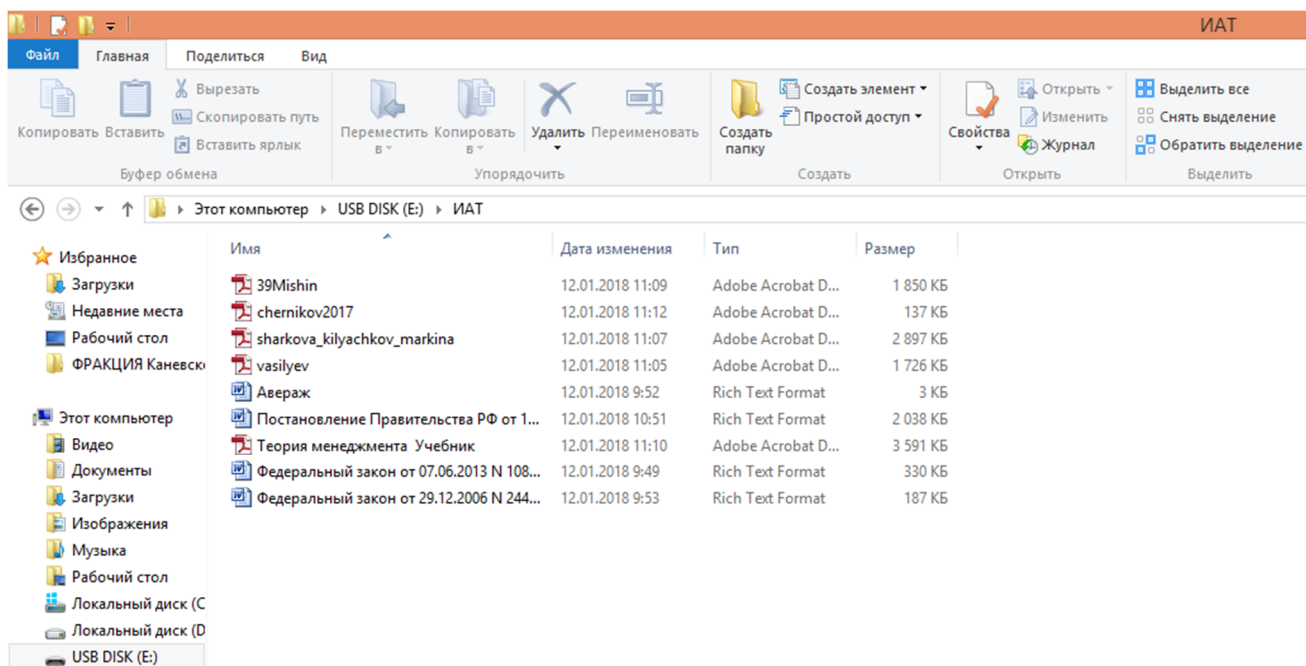 ИАТ
Файл Главная Поделиться Вид
Копировать Вставить
Вырезать
Скопировать путь
Вставить ярлык
Буфер обмена
Переместить в
Копировать в
Удалить
Переименовать
Упорядочить
Создать папку
Создать элемент
Простой доступ
Создать
Свойства
Открыть
Изменить
Журнал
Открыть
Выделить все
Снять выделение
Обратить выделение
Выделить
Этот компьютер USB DISK (E:) ИАТ
Избранное
Загрузки
Недавние места
Рабочий стол
ФРАКЦИЯ Каневск
Этот компьютер
Видео
Документы
Загрузки
Изображения
Музыка
Рабочий стол
Локальный диск (C
Локальный диск (D
USB DISK (E:)
Имя Дата изменения Тип Размер
39Mishin 12.01.2018 11:09 Adobe Acrobat D... 1 850 КБ
chernikov2017 12.01.2018 11:12 Adobe Acrobat D... 137 КБ
sharkova_kilyachkov_markina 12.01.2018 11:07 Adobe Acrobat D... 2 897 КБ
vasilyev 12.01.2018 11:05 Adobe Acrobat D... 1 726 КБ
Авераж 12.01.2018 9:52 Rich Text Format 3 КБ
Постановление Правительства РФ от 1... 12.01.2018 10:51 Rich Text Format 2 038 КБ
Теория менеджмента Учебник 12.01.2018 11:10 Adobe Acrobat D... 3 591 КБ
Федеральный закон от 07.06.2013 N 108... 12.01.2018 9:49 Rich Text Format 330 КБ
Федеральный закон от 29.12.2006 N 244... 12.01.2018 9:53 Rich Text Format 187 КБ